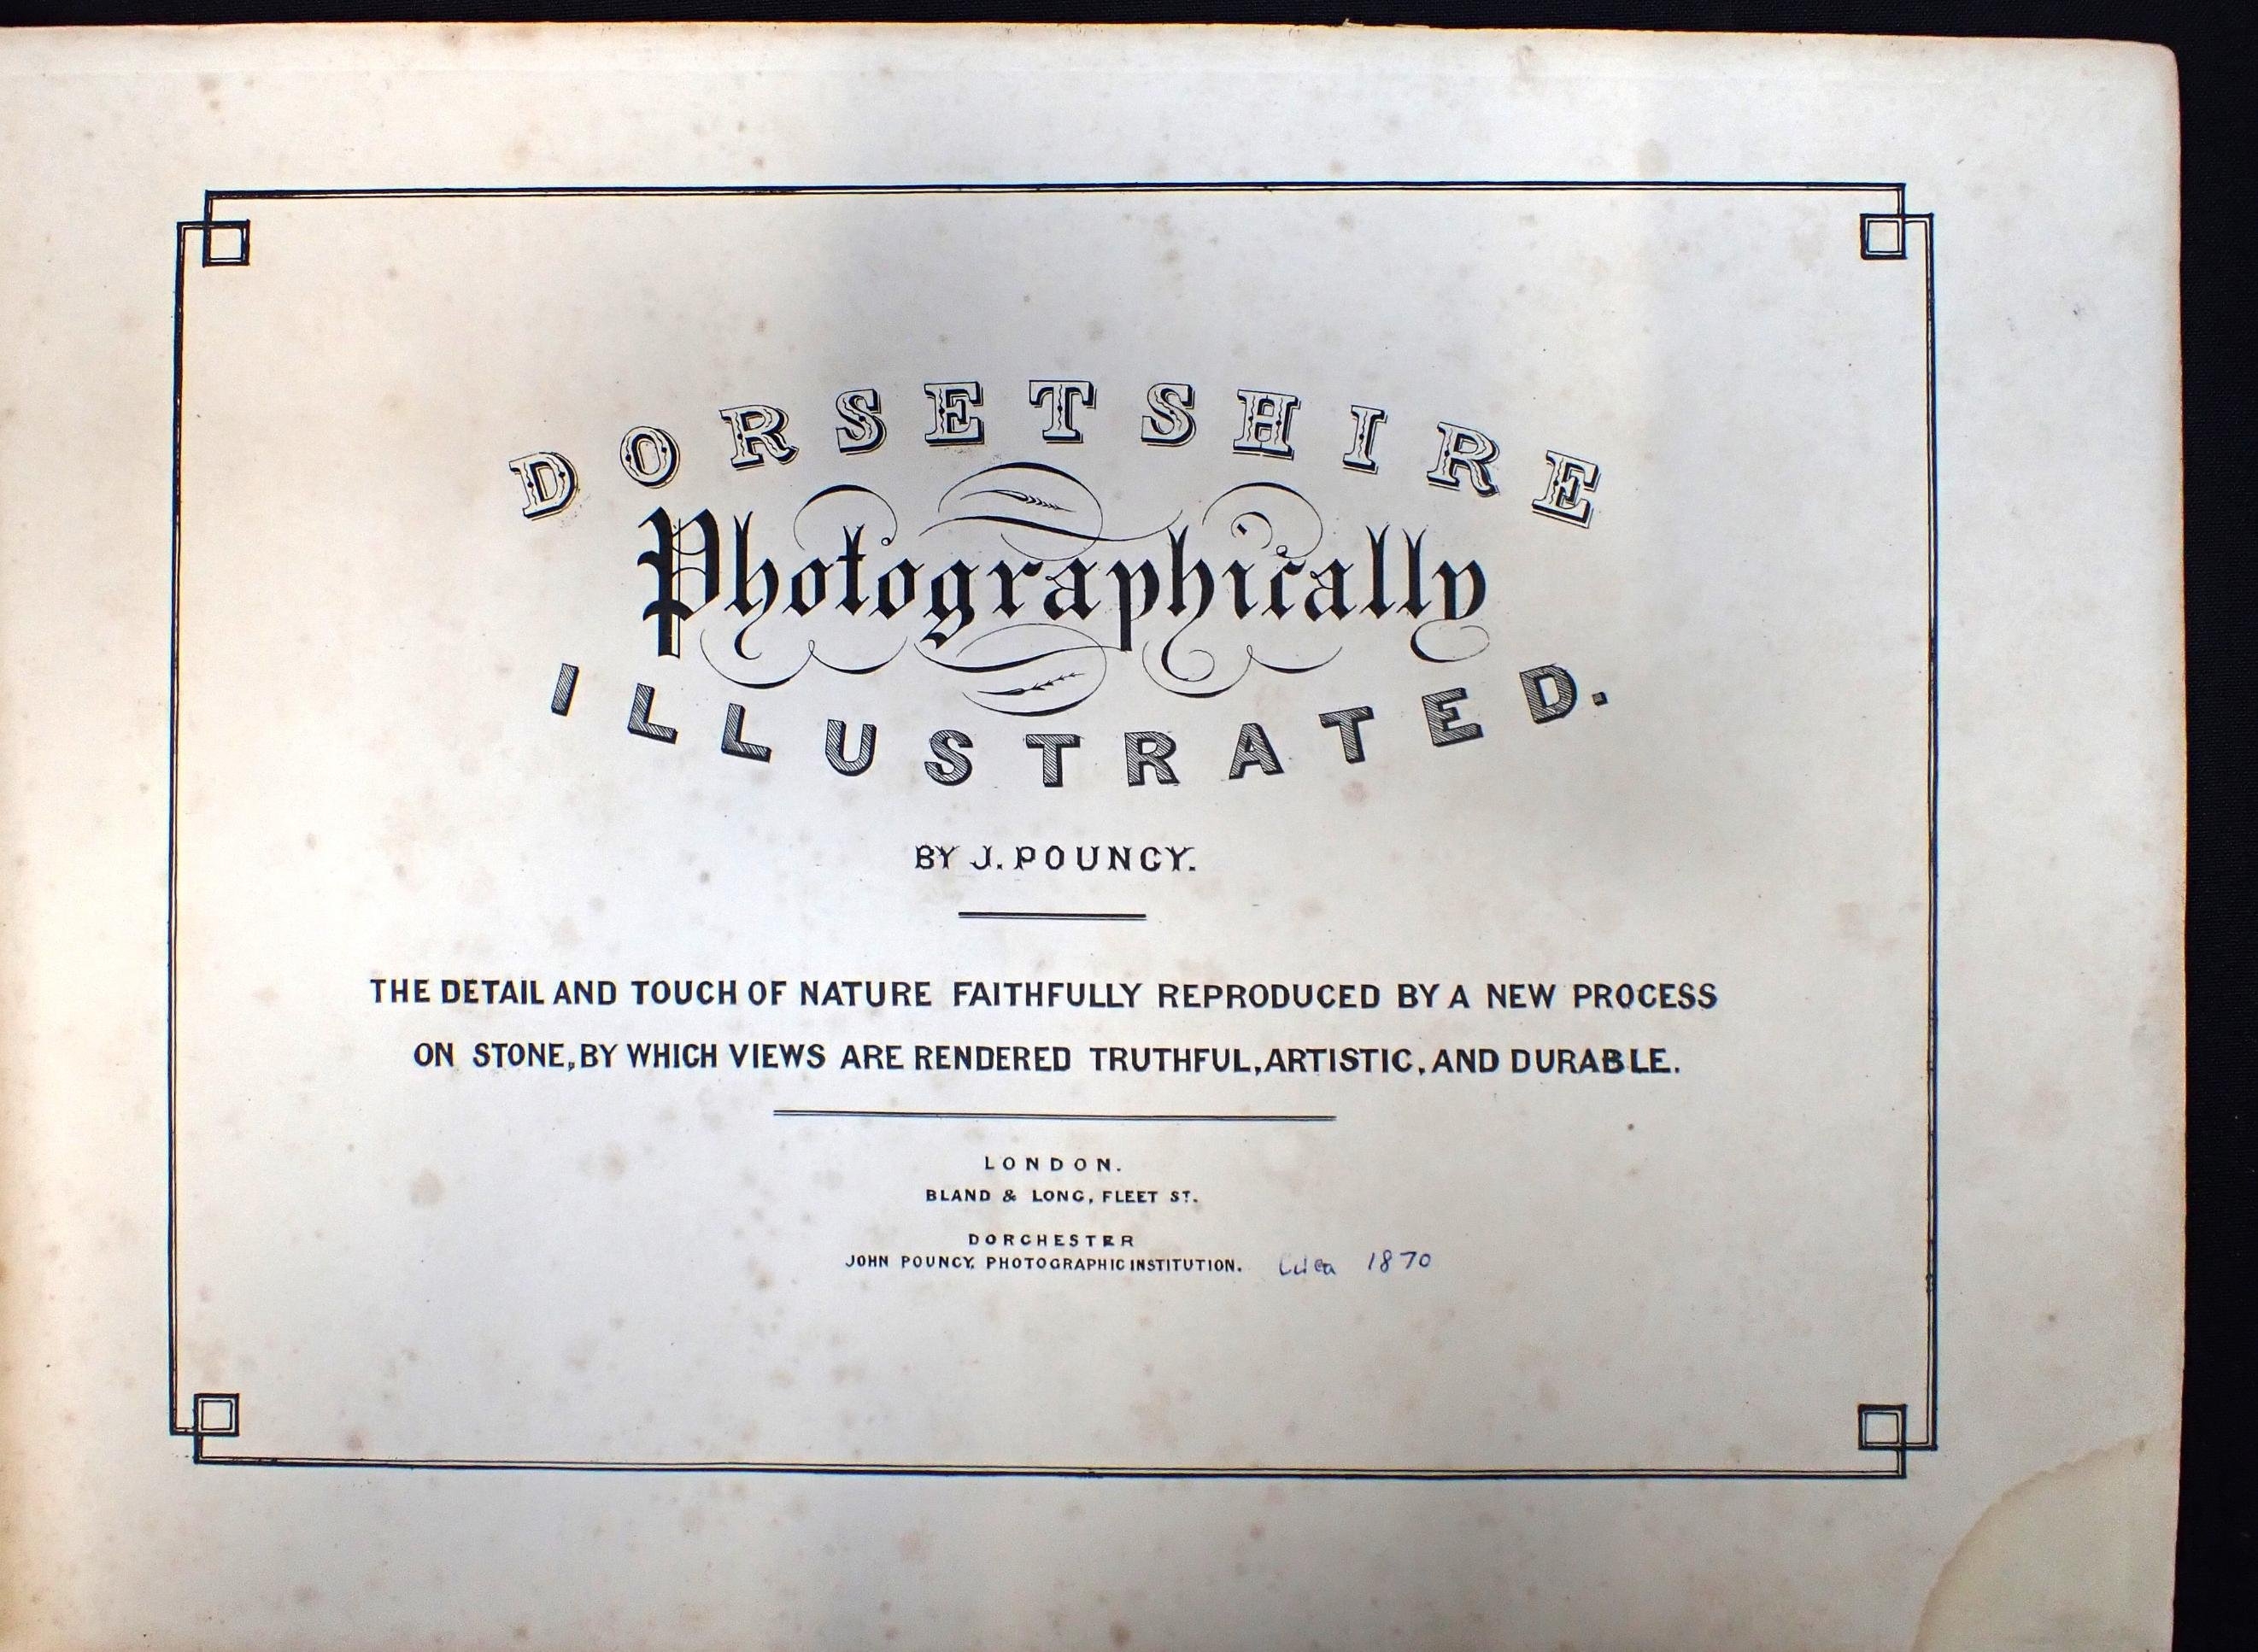 DORSETSHIRE
Photographically
ILLUSTRATED.
BY J. POUNCY.
THE DETAIL AND TOUCH OF NATURE FAITHFULLY REPRODUCED BY A NEW PROCESS
ON STONE, BY WHICH VIEWS ARE RENDERED TRUTHFUL, ARTISTIC, AND DURABLE.
LONDON.
BLAND & LONG, FLEET ST.
DORCHESTER
JOHN POUNCY, PHOTOGRAPHIC INSTITUTION. Circa 1870